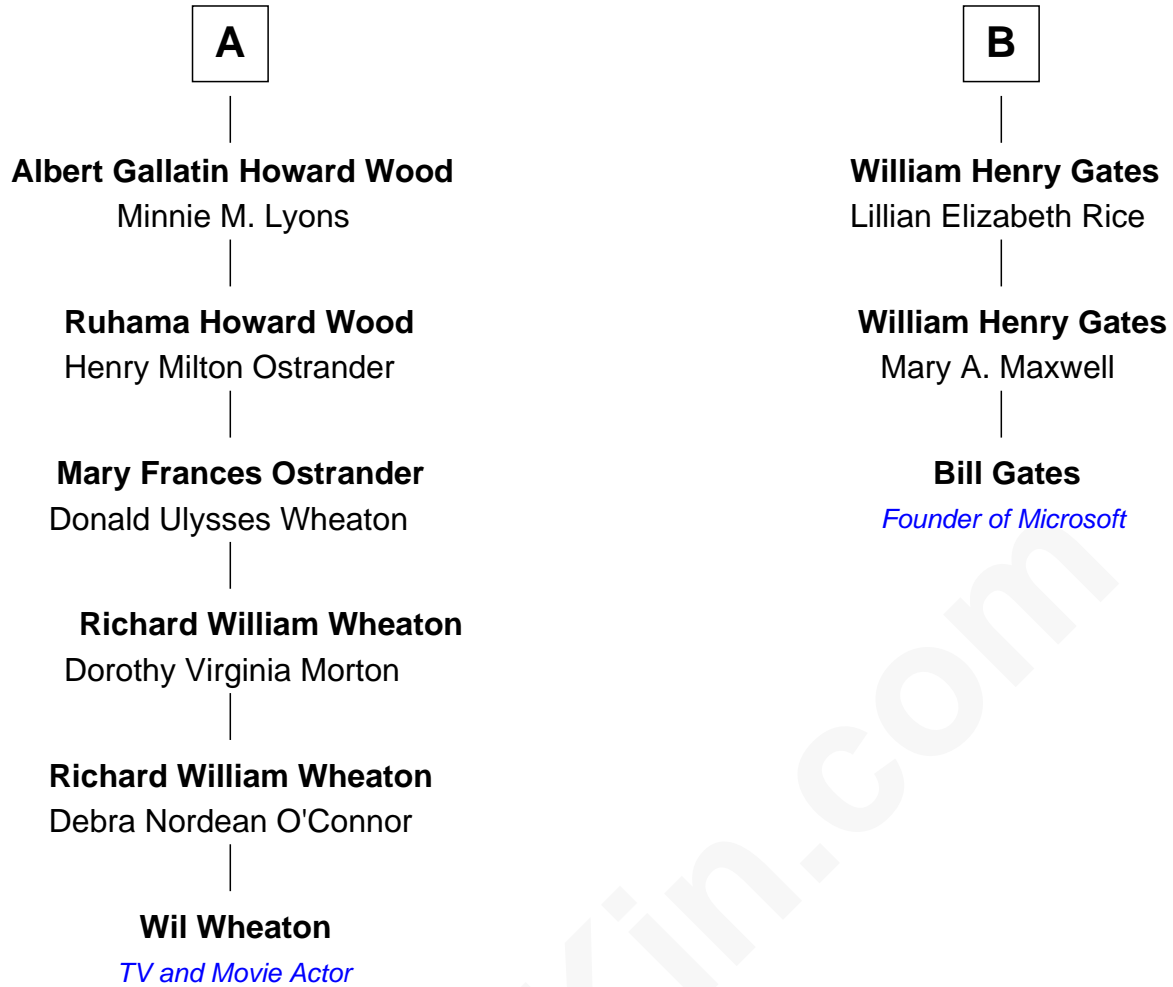 A
Albert Gallatin Howard Wood
Minnie M. Lyons
Ruhama Howard Wood
Henry Milton Ostrander
Mary Frances Ostrander
Donald Ulysses Wheaton
Richard William Wheaton
Dorothy Virginia Morton
Richard William Wheaton
Debra Nordean O'Connor
Wil Wheaton
TV and Movie Actor
B
William Henry Gates
Lillian Elizabeth Rice
William Henry Gates
Mary A. Maxwell
Bill Gates
Founder of Microsoft
Kin.com